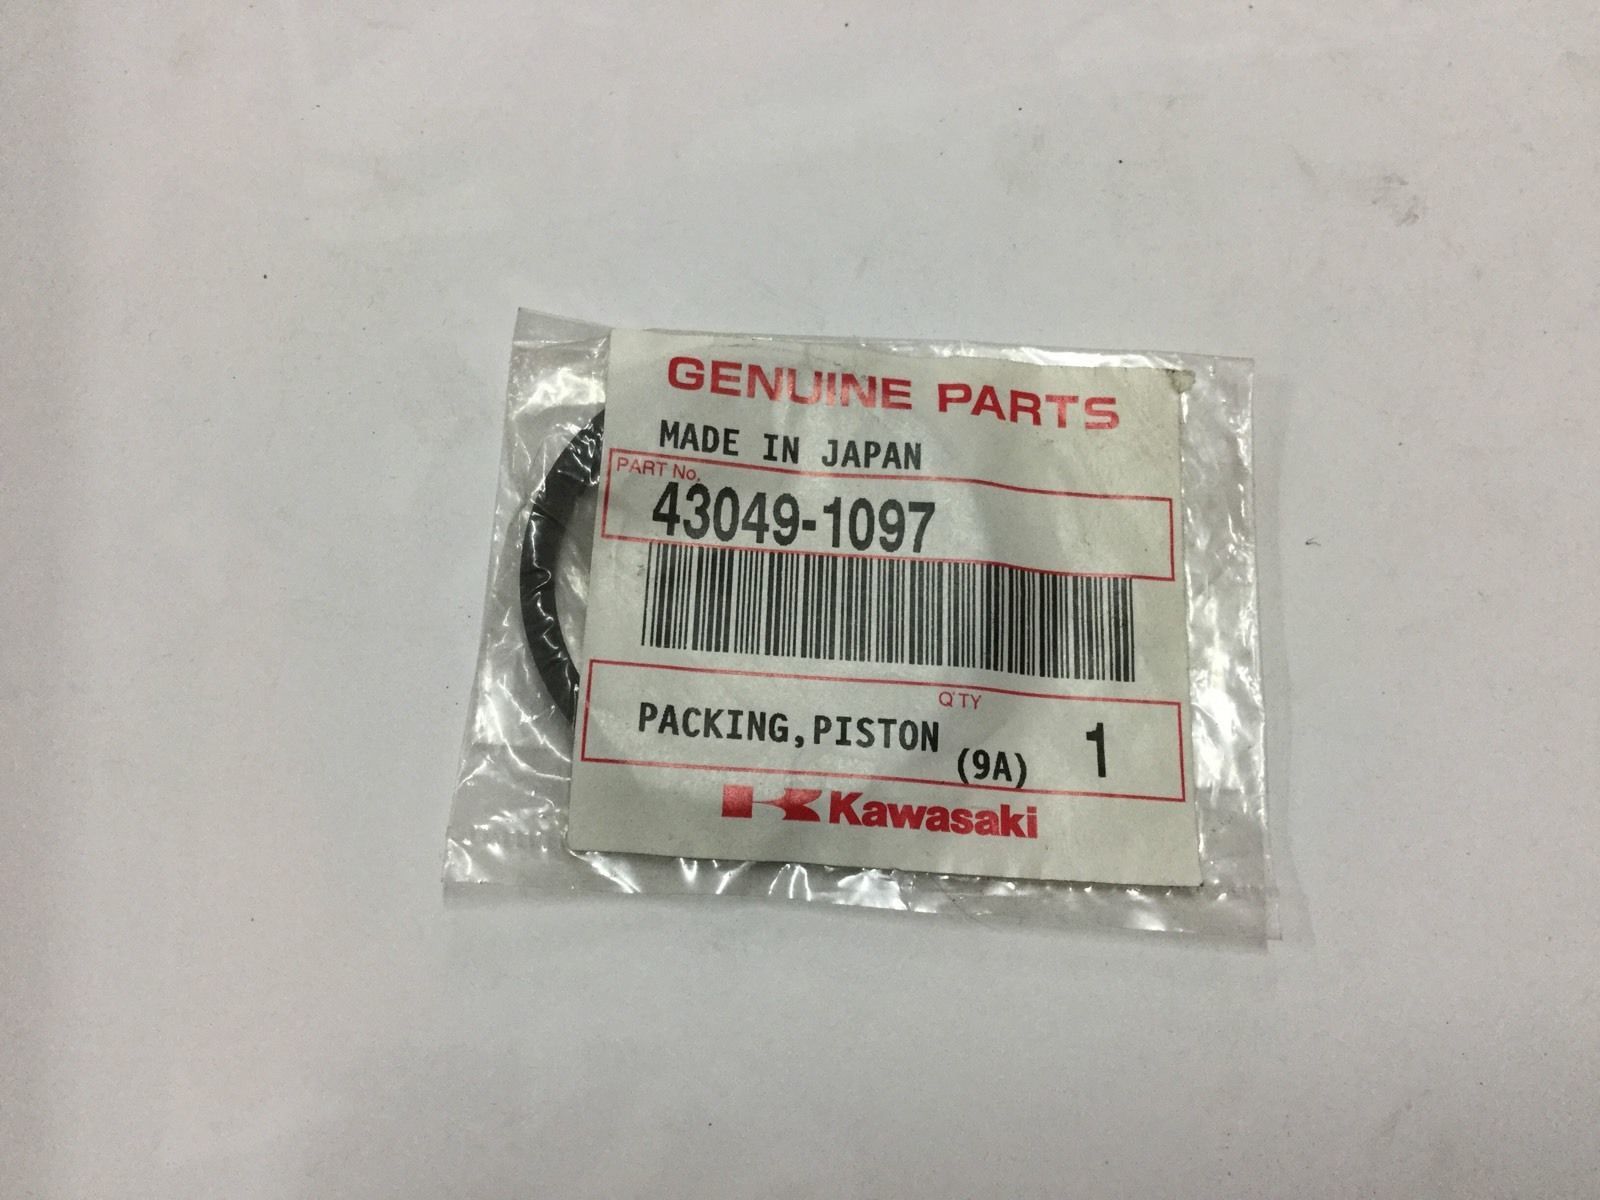 GENUINE PARTS
MADE IN JAPAN
PART No.
43049-1097
Q'TY
PACKING,PISTON
(9A)
1
Kawasaki